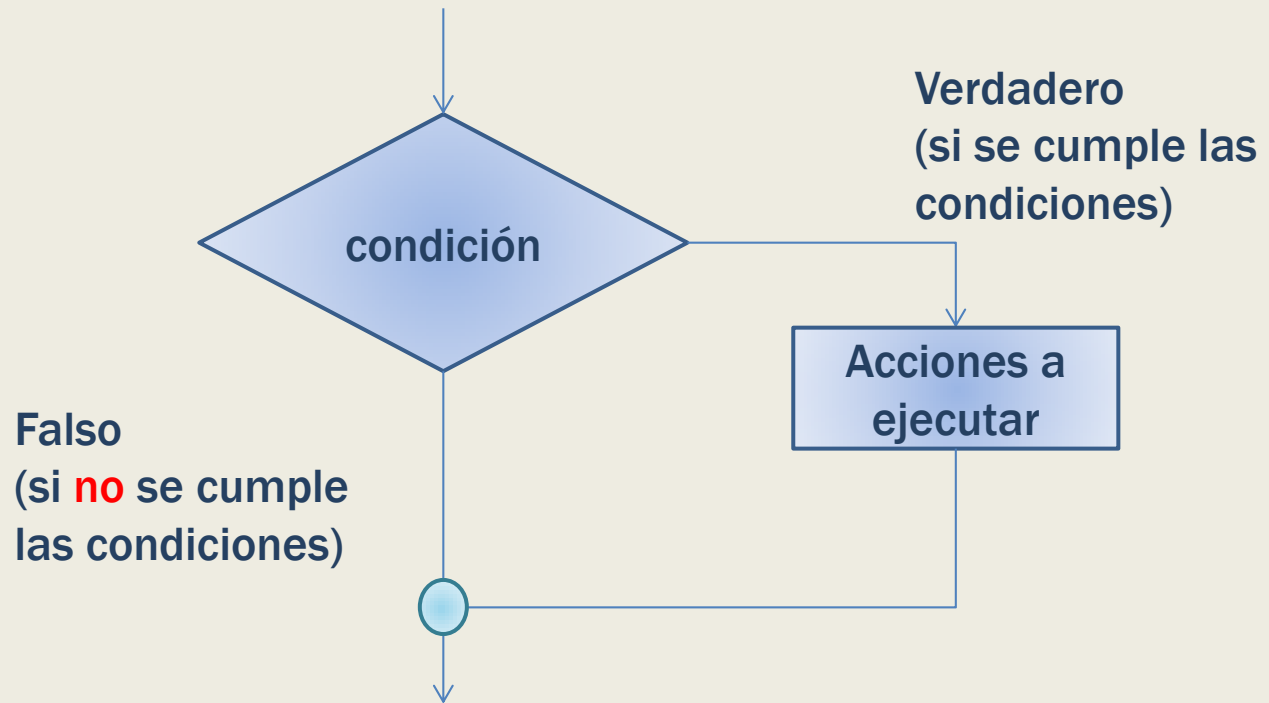 Verdadero
(si se cumple las
condiciones)
condición
Acciones a
ejecutar
Falso
(si no se cumple
las condiciones)